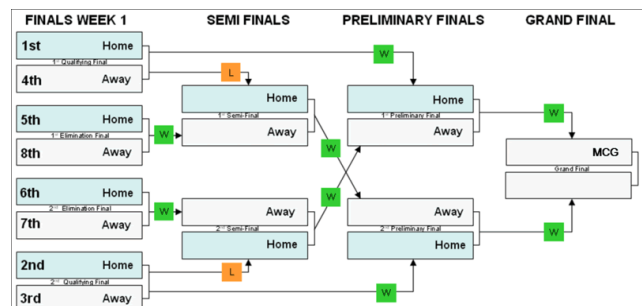 FINALS WEEK 1 SEMI FINALS PRELIMINARY FINALS GRAND FINAL
1st Home
1st Qualifying Final
4th Away
W
L
Home
1st Semi-Final
Away
Home
1st Preliminary Final
Away
5th Home
1st Elimination Final
8th Away
W
W
W
MCG
Grand Final
6th Home
2nd Elimination Final
7th Away
W
W
Away
2nd Semi-Final
Home
Away
2nd Preliminary Final
Home
W
2nd Home
2nd Qualifying Final
3rd Away
L
W